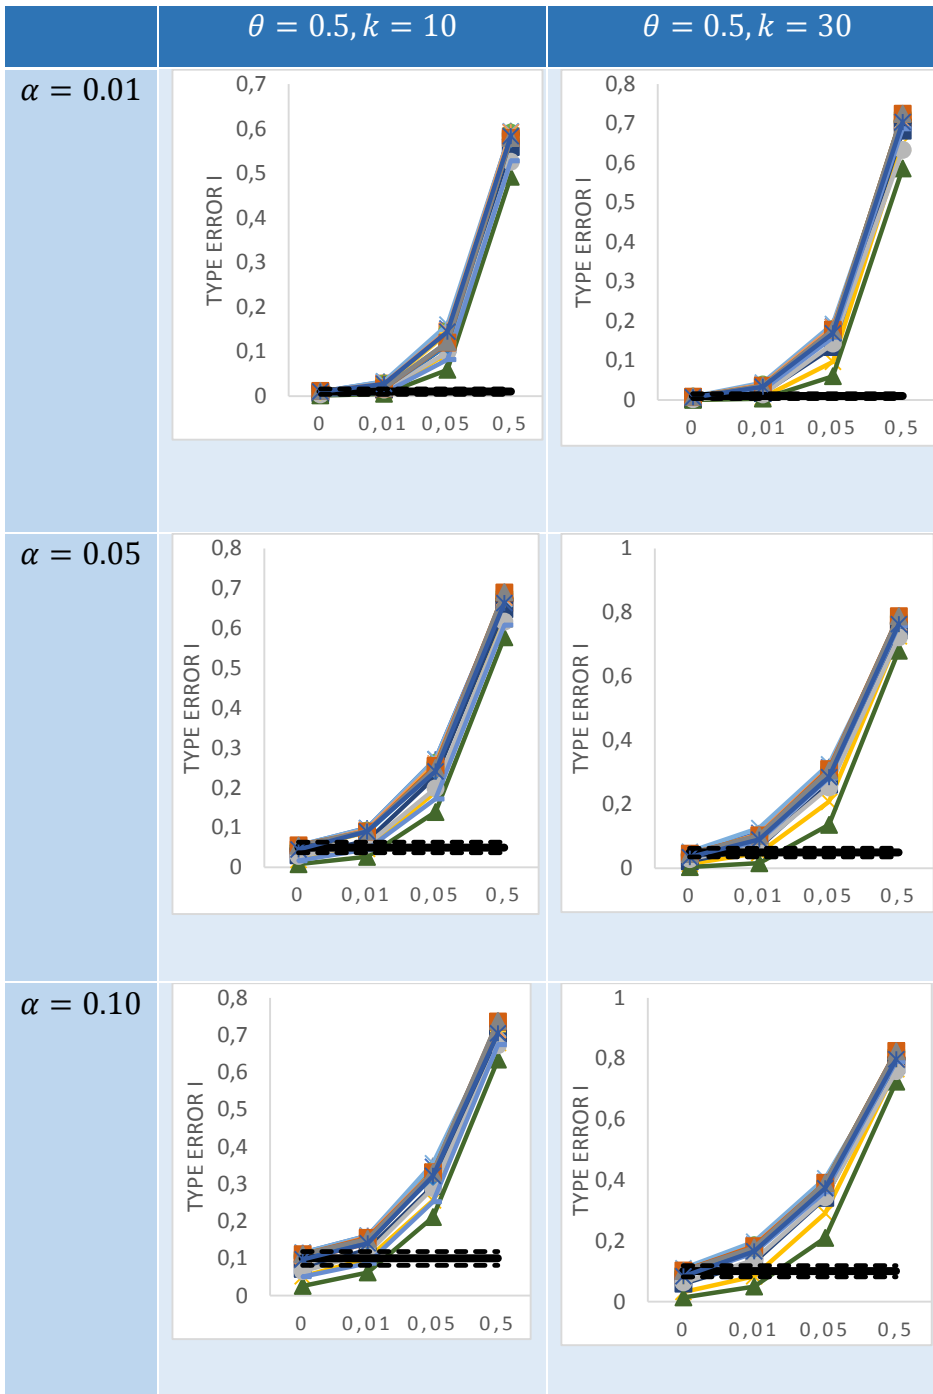 θ = 0.5, k = 10
θ = 0.5, k = 30
α = 0.01
0,7
0,6
0,5
0,4
0,3
0,2
0,1
0
TYPE ERROR I
0 0,01 0,05 0,5
0,8
0,7
0,6
0,5
0,4
0,3
0,2
0,1
0
TYPE ERROR I
0 0,01 0,05 0,5
α = 0.05
0,8
0,7
0,6
0,5
0,4
0,3
0,2
0,1
0
TYPE ERROR I
0 0,01 0,05 0,5
1
0,8
0,6
0,4
0,2
0
TYPE ERROR I
0 0,01 0,05 0,5
α = 0.10
0,8
0,7
0,6
0,5
0,4
0,3
0,2
0,1
0
TYPE ERROR I
0 0,01 0,05 0,5
1
0,8
0,6
0,4
0,2
0
TYPE ERROR I
0 0,01 0,05 0,5